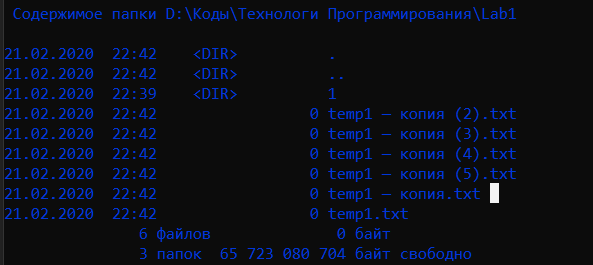 Содержимое папки D:\Коды\Технологи Программирования\Lab1
21.02.2020 22:42 <DIR> .
21.02.2020 22:42 <DIR> ..
21.02.2020 22:39 <DIR> 1
21.02.2020 22:42 0 temp1 — копия (2).txt
21.02.2020 22:42 0 temp1 — копия (3).txt
21.02.2020 22:42 0 temp1 — копия (4).txt
21.02.2020 22:42 0 temp1 — копия (5).txt
21.02.2020 22:42 0 temp1 — копия.txt
21.02.2020 22:42 0 temp1.txt
6 файлов 0 байт
3 папок 65 723 080 704 байт свободно